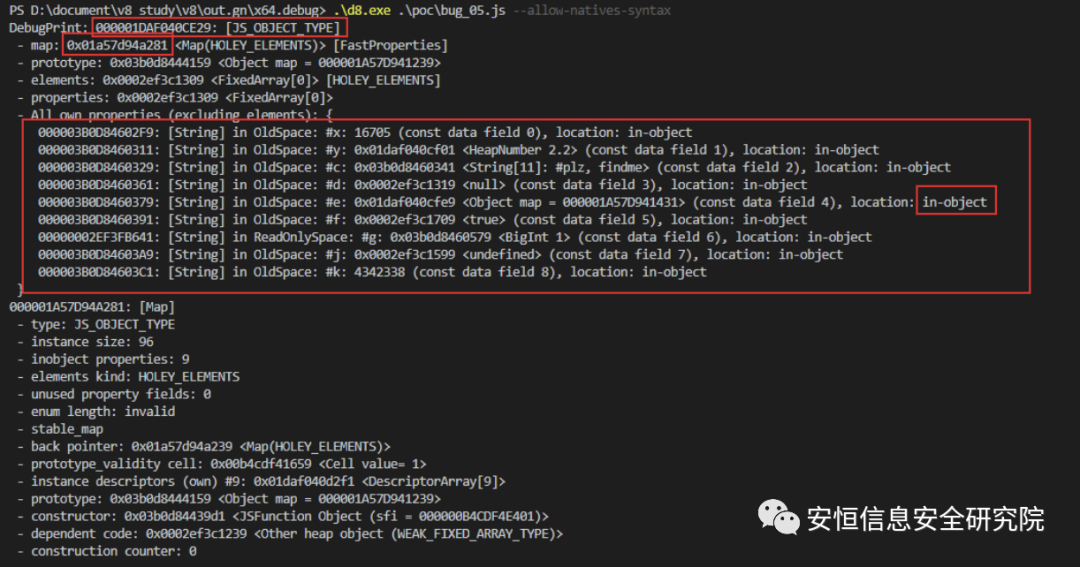 PS D:\document\v8 study\v8\out.gn\x64.debug> .\d8.exe .\poc\bug_05.js --allow-natives-syntax
DebugPrint: 000001DAF040CE29: [JS_OBJECT_TYPE]
- map: 0x01a57d94a281 <Map(HOLEY_ELEMENTS)> [FastProperties]
- prototype: 0x03b0d8444159 <Object map = 000001A57D941239>
- elements: 0x0002ef3c1309 <FixedArray[0]> [HOLEY_ELEMENTS]
- properties: 0x0002ef3c1309 <FixedArray[0]>
- All own properties (excluding elements): {
000003B0D84602F9: [String] in OldSpace: #x: 16705 (const data field 0), location: in-object
000003B0D8460311: [String] in OldSpace: #y: 0x01daf040cf01 <HeapNumber 2.2> (const data field 1), location: in-object
000003B0D8460329: [String] in OldSpace: #c: 0x03b0d8460341 <String[11]: #plz, findme> (const data field 2), location: in-object
000003B0D8460361: [String] in OldSpace: #d: 0x0002ef3c1319 <null> (const data field 3), location: in-object
000003B0D8460379: [String] in OldSpace: #e: 0x01daf040cfe9 <Object map = 000001A57D941431> (const data field 4), location: in-object
000003B0D8460391: [String] in OldSpace: #f: 0x0002ef3c1709 <true> (const data field 5), location: in-object
00000002EF3FB641: [String] in ReadOnlySpace: #g: 0x03b0d8460579 <BigInt 1> (const data field 6), location: in-object
000003B0D84603A9: [String] in OldSpace: #j: 0x0002ef3c1599 <undefined> (const data field 7), location: in-object
000003B0D84603C1: [String] in OldSpace: #k: 4342338 (const data field 8), location: in-object
}
000001A57D94A281: [Map]
- type: JS_OBJECT_TYPE
- instance size: 96
- inobject properties: 9
- elements kind: HOLEY_ELEMENTS
- unused property fields: 0
- enum length: invalid
- stable_map
- back pointer: 0x01a57d94a239 <Map(HOLEY_ELEMENTS)>
- prototype_validity cell: 0x00b4cdf41659 <Cell value= 1>
- instance descriptors (own) #9: 0x01daf040d2f1 <DescriptorArray[9]>
- prototype: 0x03b0d8444159 <Object map = 000001A57D941239>
- constructor: 0x03b0d84439d1 <JSFunction Object (sfi = 000000B4CDF4E401)>
- dependent code: 0x0002ef3c1239 <Other heap object (WEAK_FIXED_ARRAY_TYPE)>
- construction counter: 0
安恒信息安全研究院